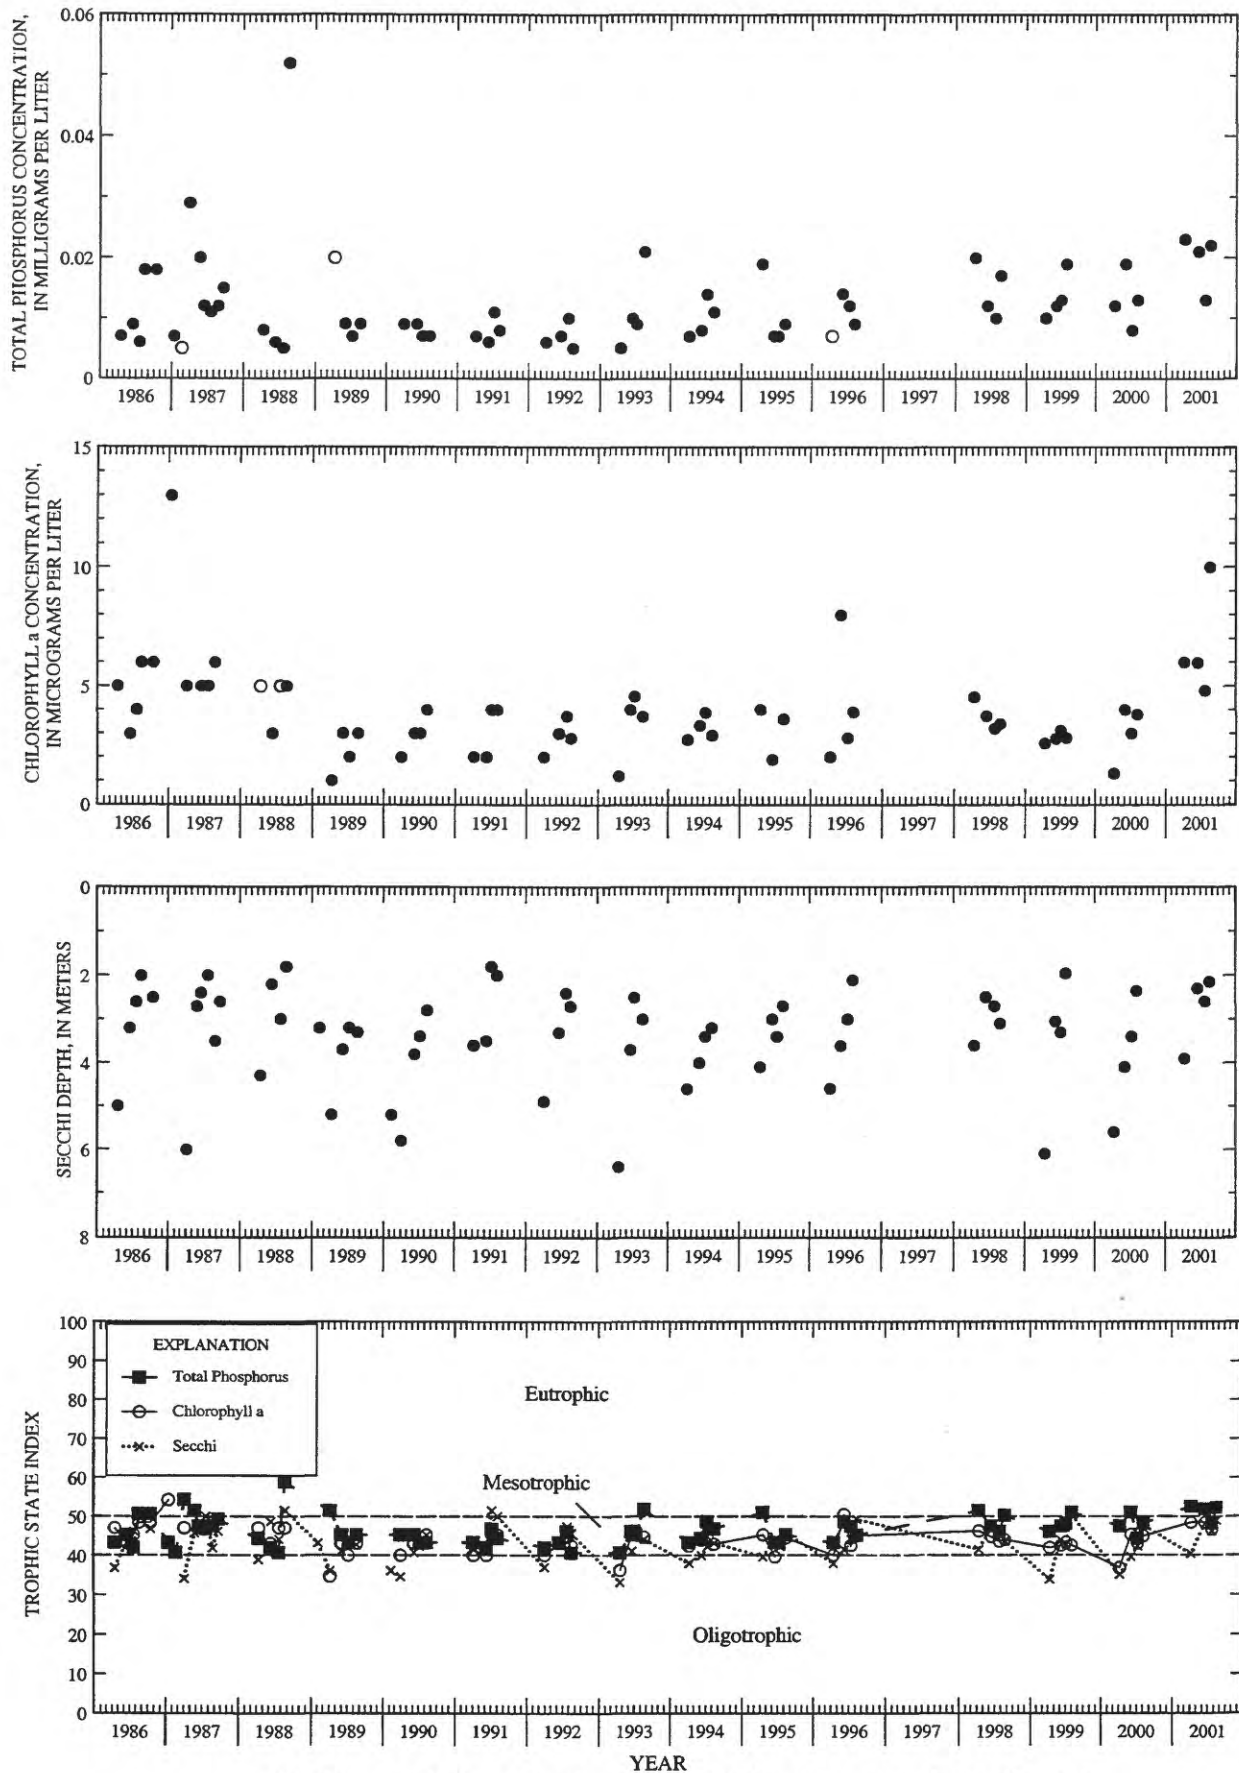 TOTAL PHOSPHORUS CONCENTRATION,
IN MILLIGRAMS PER LITER
0.06
0.04
0.02
0
1986 1987 1988 1989 1990 1991 1992 1993 1994 1995 1996 1997 1998 1999 2000 2001
CHLOROPHYLL a CONCENTRATION,
IN MICROGRAMS PER LITER
15
10
5
0
1986 1987 1988 1989 1990 1991 1992 1993 1994 1995 1996 1997 1998 1999 2000 2001
SECCHI DEPTH, IN METERS
0
2
4
6
8
1986 1987 1988 1989 1990 1991 1992 1993 1994 1995 1996 1997 1998 1999 2000 2001
TROPHIC STATE INDEX
100
90
80
70
60
50
40
30
20
10
0
EXPLANATION
Total Phosphorus
Chlorophyll a
Secchi
Eutrophic
Mesotrophic
Oligotrophic
1986 1987 1988 1989 1990 1991 1992 1993 1994 1995 1996 1997 1998 1999 2000 2001
YEAR